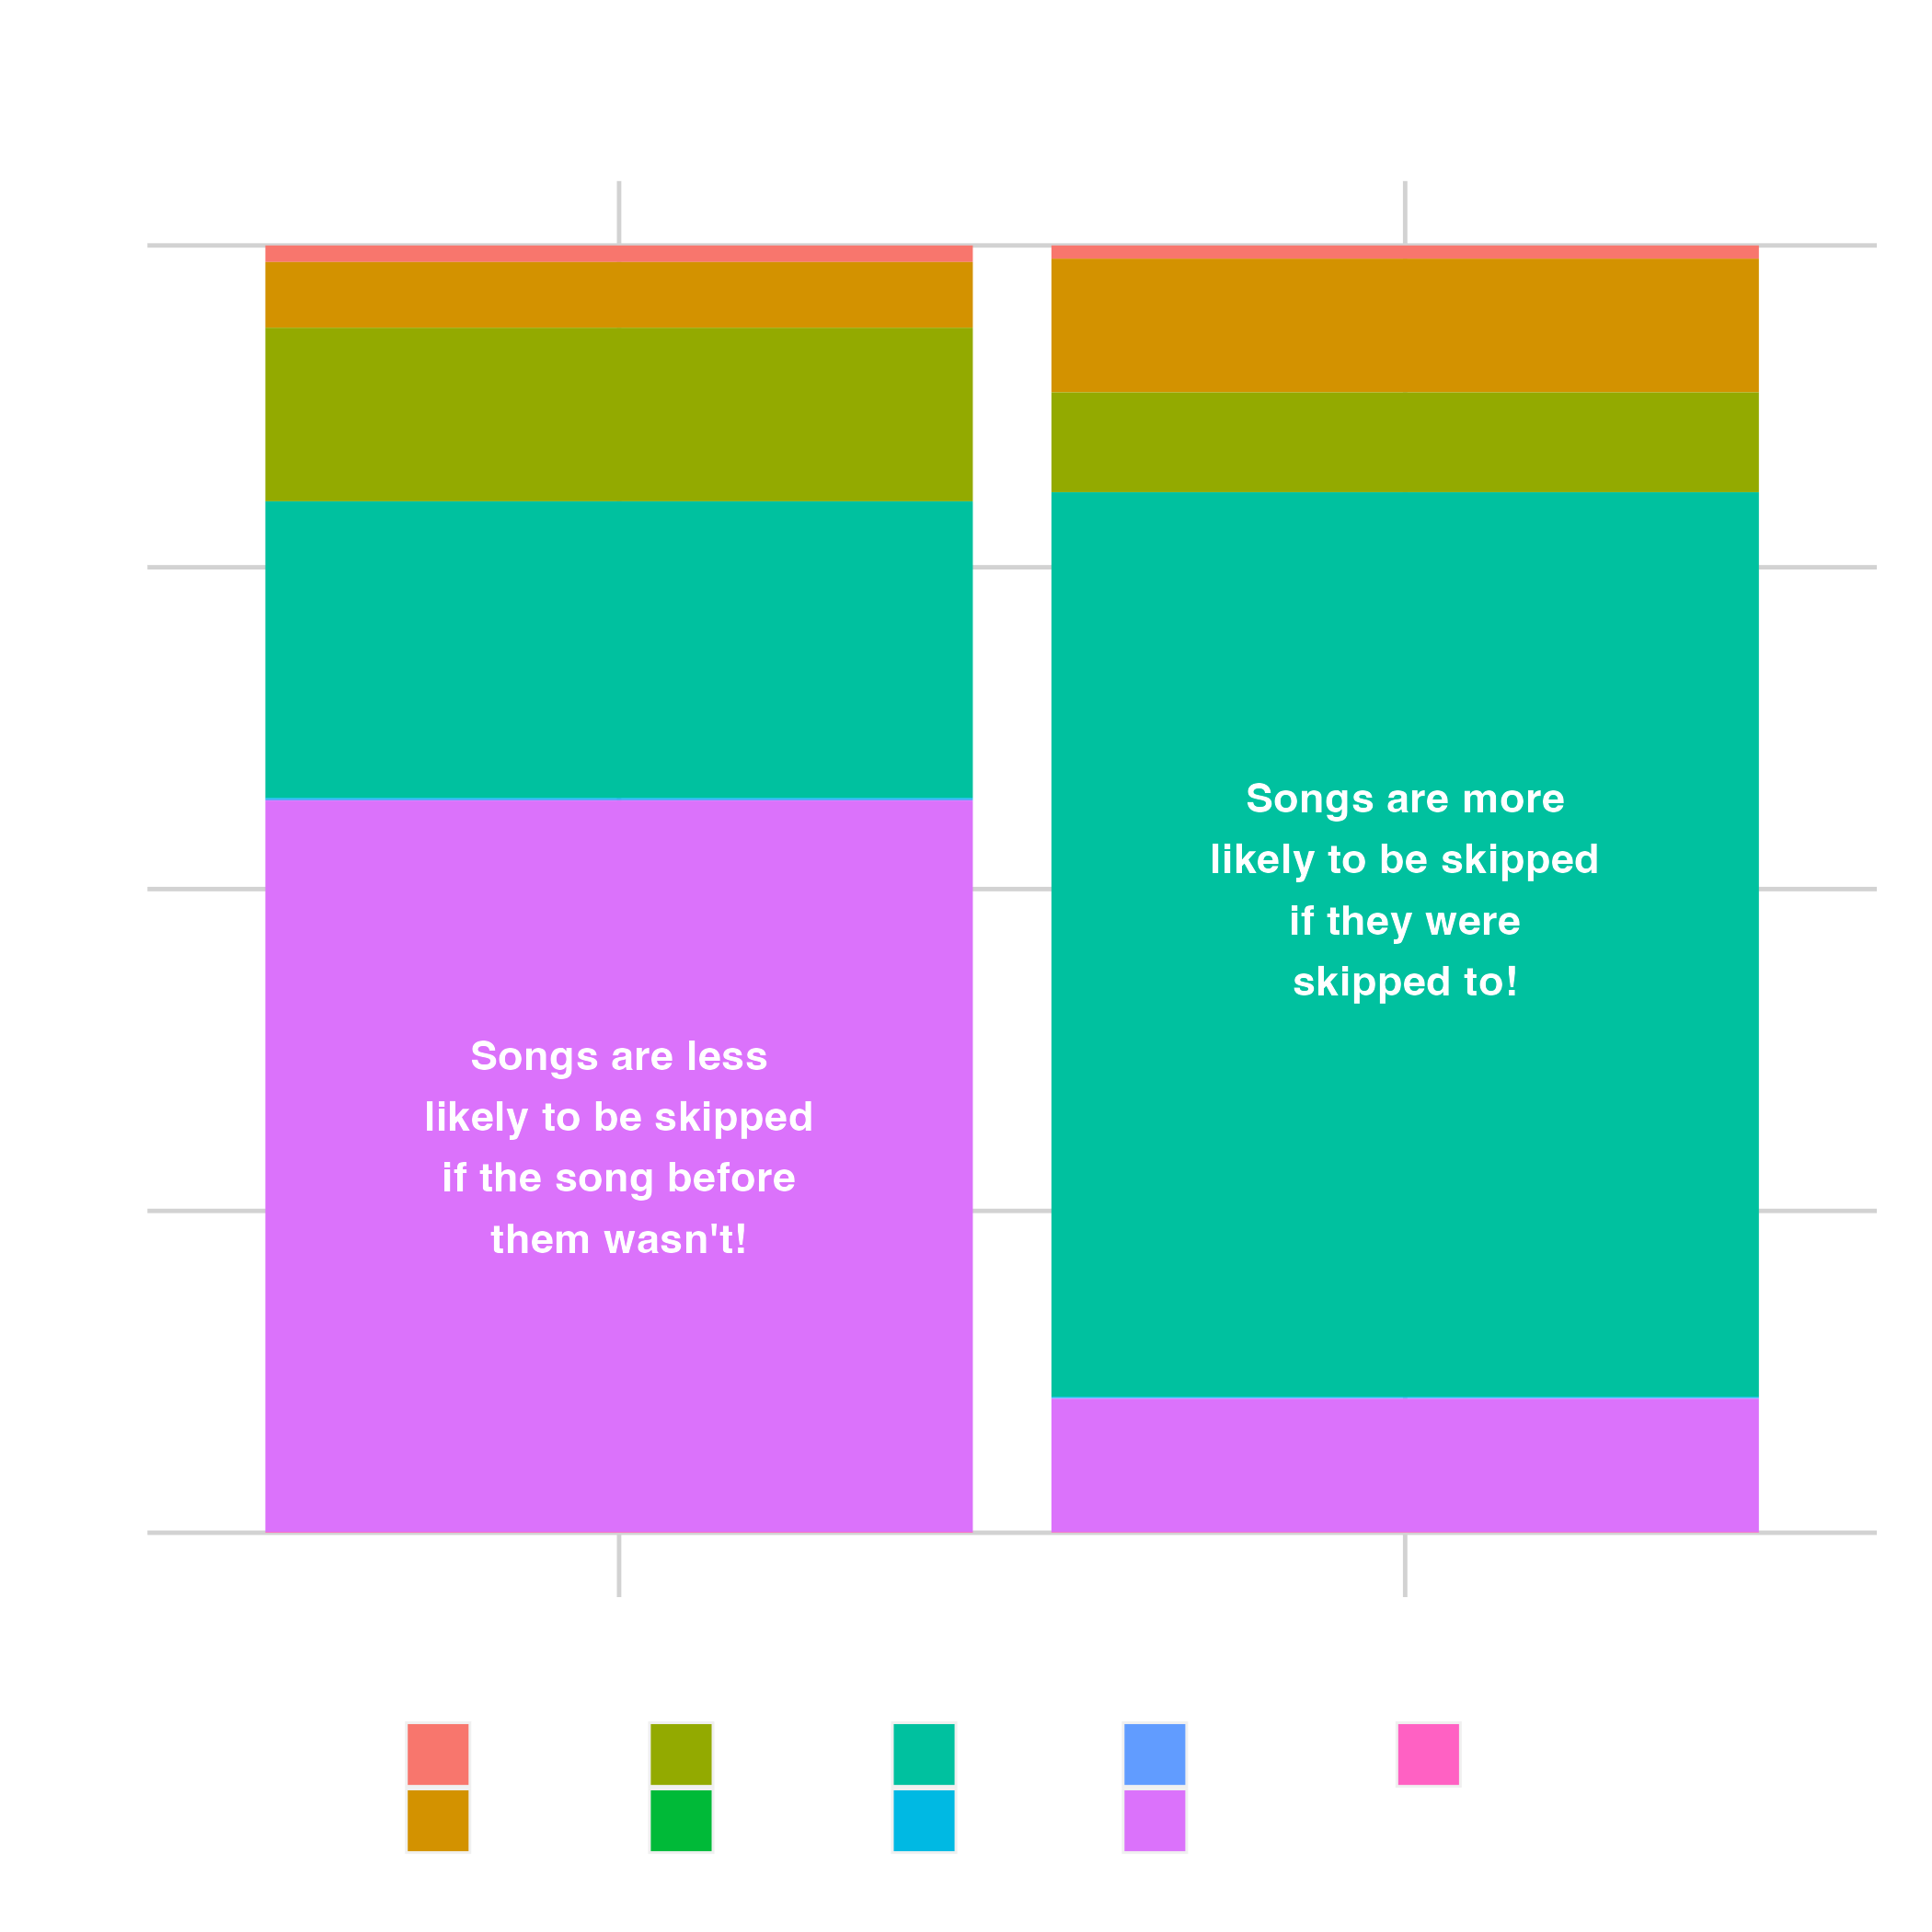 Songs are less
likely to be skipped
if the song before
them wasn't!
Songs are more
likely to be skipped
if they were
skipped to!